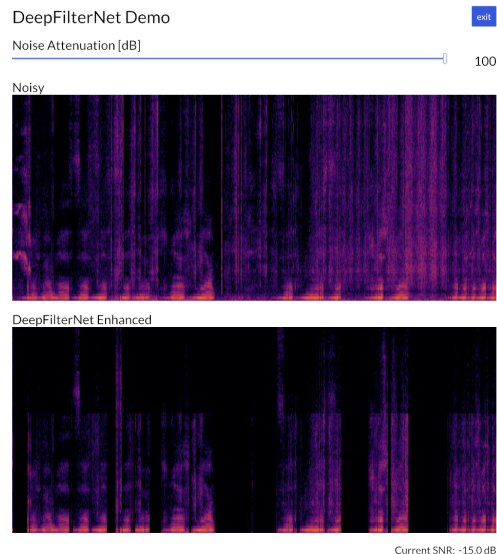 DeepFilterNet Demo
exit
Noise Attenuation [dB]
100
Noisy
DeepFilterNet Enhanced
Current SNR: -15.0 dB